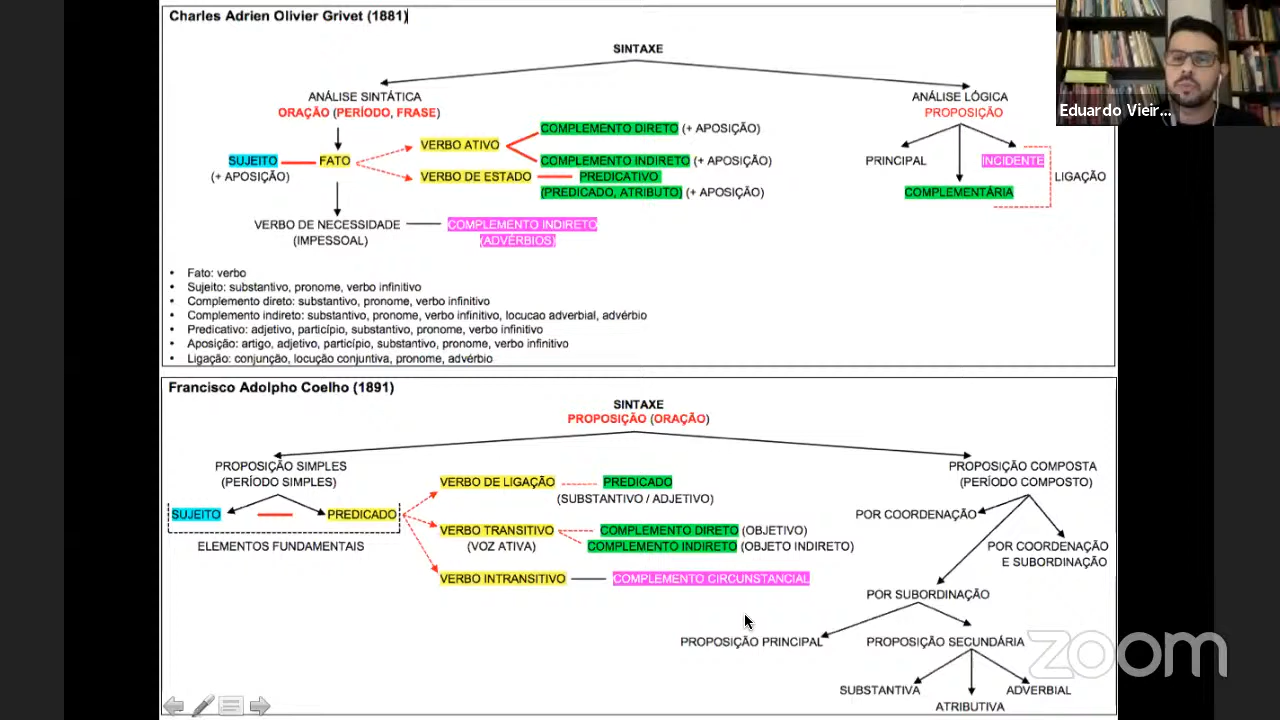 Charles Adrien Olivier Grivet (1881)
SINTAXE
ANÁLISE SINTÁTICA
ORAÇÃO (PERÍODO, FRASE)
ANÁLISE LÓGICA
PROPOSIÇÃO
SUJEITO
(+ APOSIÇÃO)
FATO
VERBO ATIVO
COMPLEMENTO DIRETO (+ APOSIÇÃO)
COMPLEMENTO INDIRETO (+ APOSIÇÃO)
VERBO DE ESTADO
PREDICATIVO
(PREDICADO, ATRIBUTO) (+ APOSIÇÃO)
VERBO DE NECESSIDADE
(IMPESSOAL)
COMPLEMENTO INDIRETO
(ADVÉRBIOS)
PRINCIPAL
INCIDENTE
COMPLEMENTÁRIA
LIGAÇÃO
• Fato: verbo
• Sujeito: substantivo, pronome, verbo infinitivo
• Complemento direto: substantivo, pronome, verbo infinitivo
• Complemento indireto: substantivo, pronome, verbo infinitivo, locucao adverbial, advérbio
• Predicativo: adjetivo, particípio, substantivo, pronome, verbo infinitivo
• Aposição: artigo, adjetivo, particípio, substantivo, pronome, verbo infinitivo
• Ligação: conjunção, locução conjuntiva, pronome, advérbio
Francisco Adolpho Coelho (1891)
SINTAXE
PROPOSIÇÃO (ORAÇÃO)
PROPOSIÇÃO SIMPLES
(PERÍODO SIMPLES)
SUJEITO
PREDICADO
ELEMENTOS FUNDAMENTAIS
VERBO DE LIGAÇÃO
PREDICADO
(SUBSTANTIVO / ADJETIVO)
VERBO TRANSITIVO
(VOZ ATIVA)
COMPLEMENTO DIRETO (OBJETIVO)
COMPLEMENTO INDIRETO (OBJETO INDIRETO)
VERBO INTRANSITIVO
COMPLEMENTO CIRCUNSTANCIAL
PROPOSIÇÃO COMPOSTA
(PERÍODO COMPOSTO)
POR COORDENAÇÃO
POR COORDENAÇÃO
E SUBORDINAÇÃO
POR SUBORDINAÇÃO
PROPOSIÇÃO PRINCIPAL
PROPOSIÇÃO SECUNDÁRIA
SUBSTANTIVA
ADVERBIAL
ATRIBUTIVA
Eduardo Vieir...
zoom